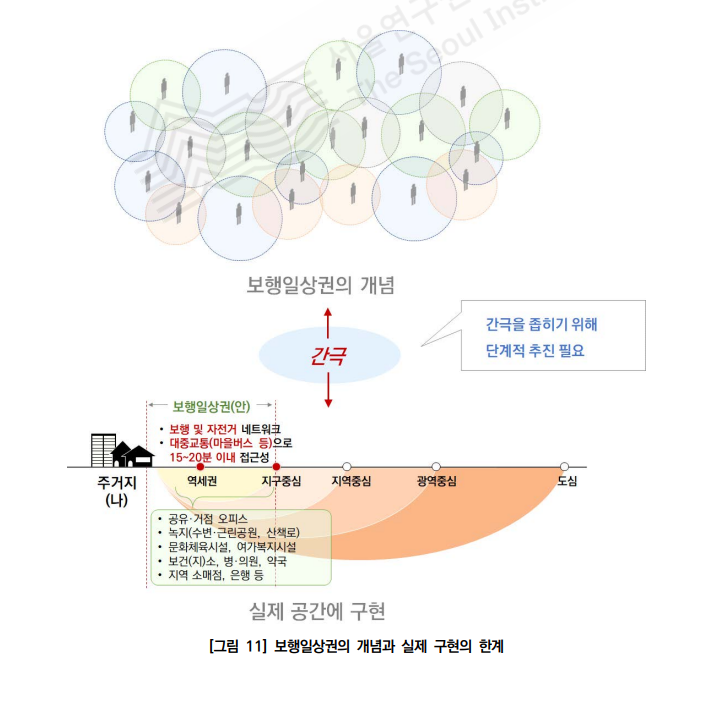 서울연구원
The Seoul Institute
보행일상권의 개념
간극
간극을 좁히기 위해
단계적 추진 필요
보행일상권(안)
• 보행 및 자전거 네트워크
• 대중교통(마을버스 등)으로
15~20분 이내 접근성
주거지
(나)
역세권
지구중심
지역중심
광역중심
도심
• 공유·거점 오피스
• 녹지(수변·근린공원, 산책로)
• 문화체육시설, 여가복지시설
• 보건(지)소, 병·의원, 약국
• 지역 소매점, 은행 등
실제 공간에 구현
[그림 11] 보행일상권의 개념과 실제 구현의 한계